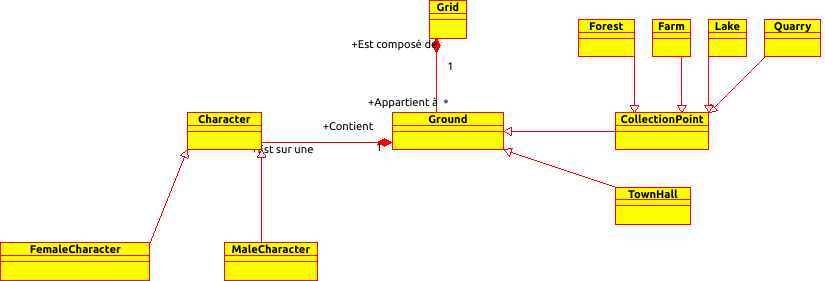 Grid
Forest
Farm
Lake
Quarry
+Est composé de
1
+Appartient à *
Character
Ground
CollectionPoint
+Contient
st sur une
1
TownHall
FemaleCharacter
MaleCharacter